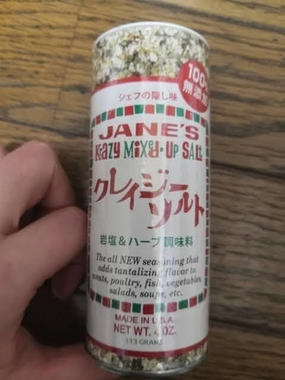 100%
無添加
シェフの隠し味
JANE'S
Krazy Mixed-Up SALT
クレイジー
ソルト
岩塩&ハーブ調味料
The all NEW seasoning that
adds tantalizing flavor to
meats, poultry, fish, vegetables,
salads, soups, etc.
MADE IN U.S.A.
NET WT. 4 OZ.
113 GRAMS